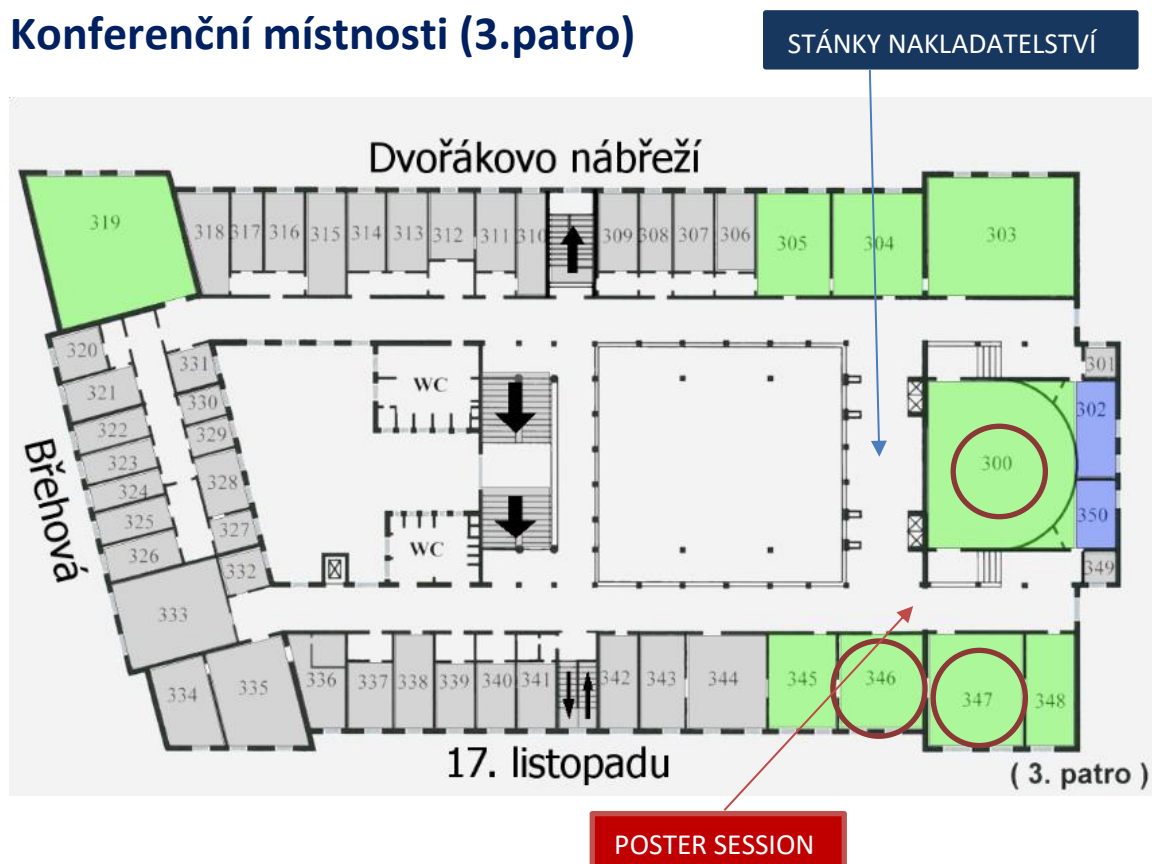 Konferenční místnosti (3.patro)
STÁNKY NAKLADATELSTVÍ
Dvořákovo nábřeží
319
318 317 316 315 314 313 312 311 310 309 308 307 306 305 304 303
320
321
322
323
324
325
326
331
330
329
328
327
332
333
334
335
Břehová
WC
WC
301
302
300
350
349
336 337 338 339 340 341 342 343 344 345 346 347 348
17. listopadu
( 3. patro )
POSTER SESSION